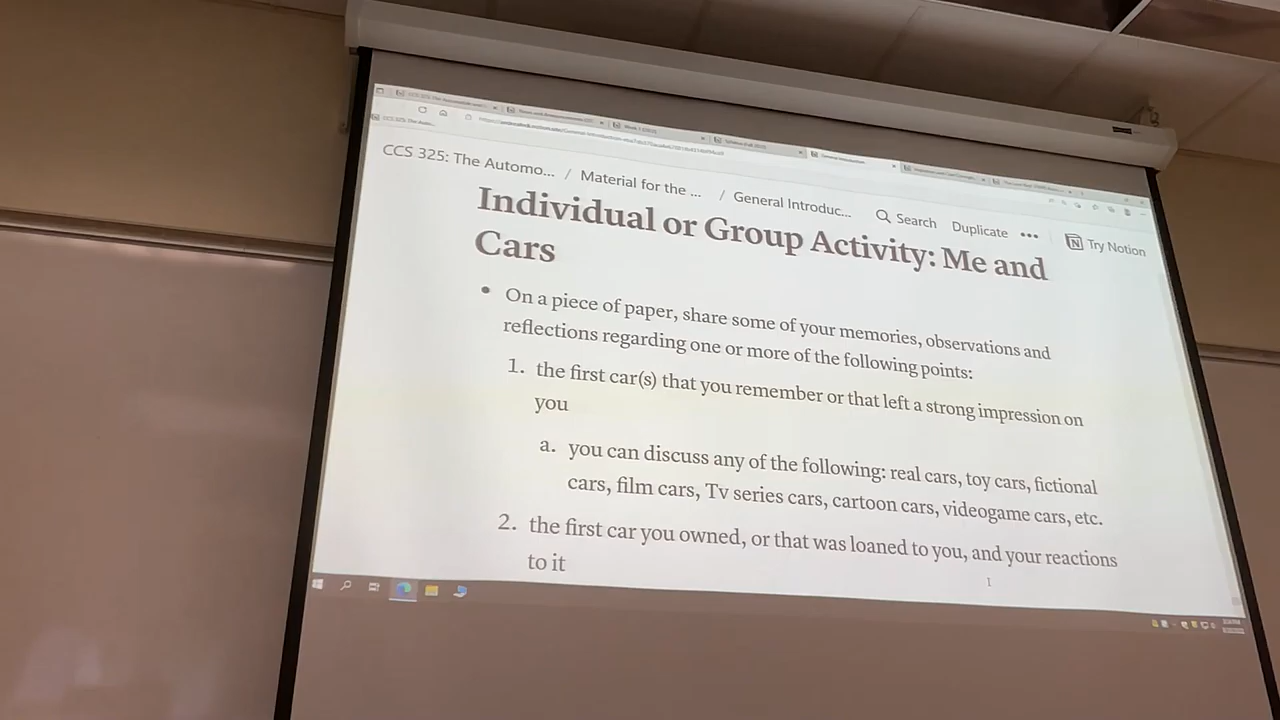 CCS 325: The Automo... / Material for the ... / General Introduc... Search Duplicate ••• Try Notion
Individual or Group Activity: Me and
Cars
• On a piece of paper, share some of your memories, observations and
reflections regarding one or more of the following points:
1. the first car(s) that you remember or that left a strong impression on
you
a. you can discuss any of the following: real cars, toy cars, fictional
cars, film cars, Tv series cars, cartoon cars, videogame cars, etc.
2. the first car you owned, or that was loaned to you, and your reactions
to it